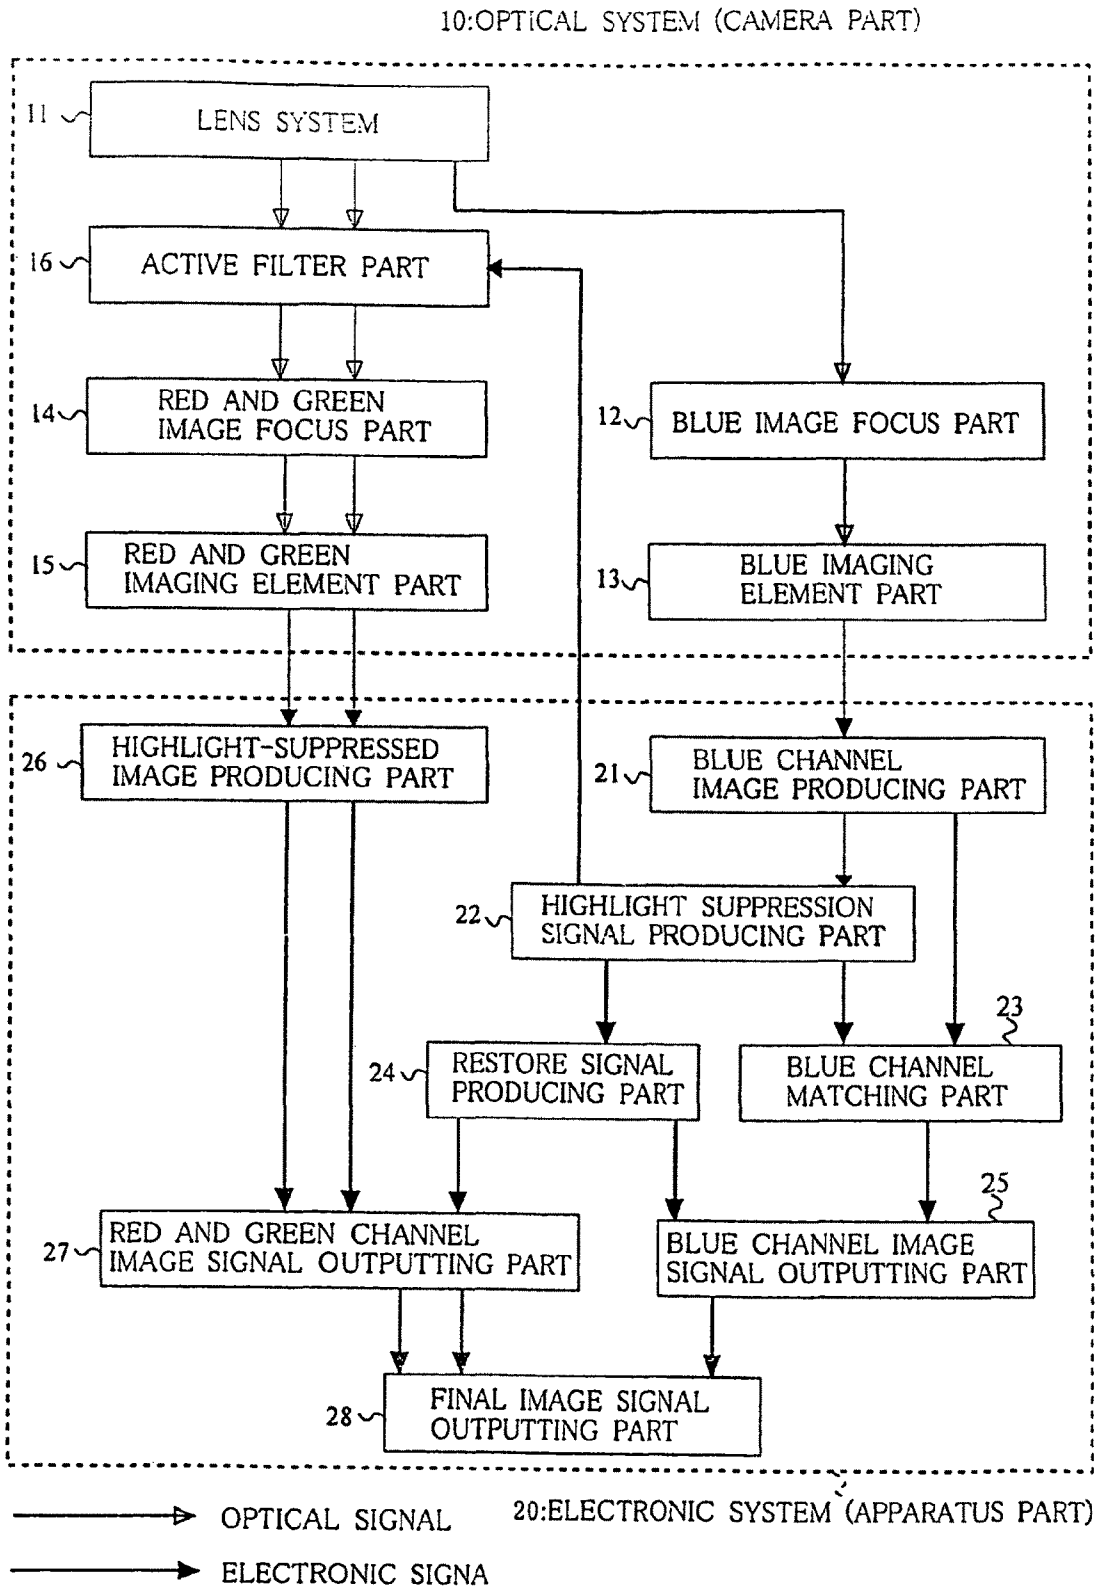 10:OPTICAL SYSTEM (CAMERA PART)
11
LENS SYSTEM
16
ACTIVE FILTER PART
14
RED AND GREEN
IMAGE FOCUS PART
12
BLUE IMAGE FOCUS PART
15
RED AND GREEN
IMAGING ELEMENT PART
13
BLUE IMAGING
ELEMENT PART
26
HIGHLIGHT-SUPPRESSED
IMAGE PRODUCING PART
21
BLUE CHANNEL
IMAGE PRODUCING PART
22
HIGHLIGHT SUPPRESSION
SIGNAL PRODUCING PART
23
24
RESTORE SIGNAL
PRODUCING PART
BLUE CHANNEL
MATCHING PART
25
27
RED AND GREEN CHANNEL
IMAGE SIGNAL OUTPUTTING PART
BLUE CHANNEL IMAGE
SIGNAL OUTPUTTING PART
28
FINAL IMAGE SIGNAL
OUTPUTTING PART
OPTICAL SIGNAL
20:ELECTRONIC SYSTEM (APPARATUS PART)
ELECTRONIC SIGNA